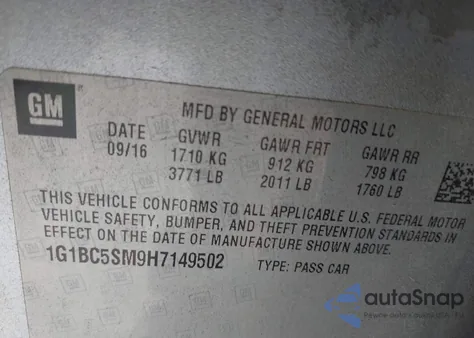 GM
MFD BY GENERAL MOTORS LLC
DATE GVWR GAWR FRT GAWR RR
09/16 1710 KG 912 KG 798 KG
3771 LB 2011 LB 1760 LB
THIS VEHICLE CONFORMS TO ALL APPLICABLE U.S. FEDERAL MOTOR
VEHICLE SAFETY, BUMPER, AND THEFT PREVENTION STANDARDS IN
EFFECT ON THE DATE OF MANUFACTURE SHOWN ABOVE.
1G1BC5SM9H7149502 TYPE: PASS CAR
autoSnap